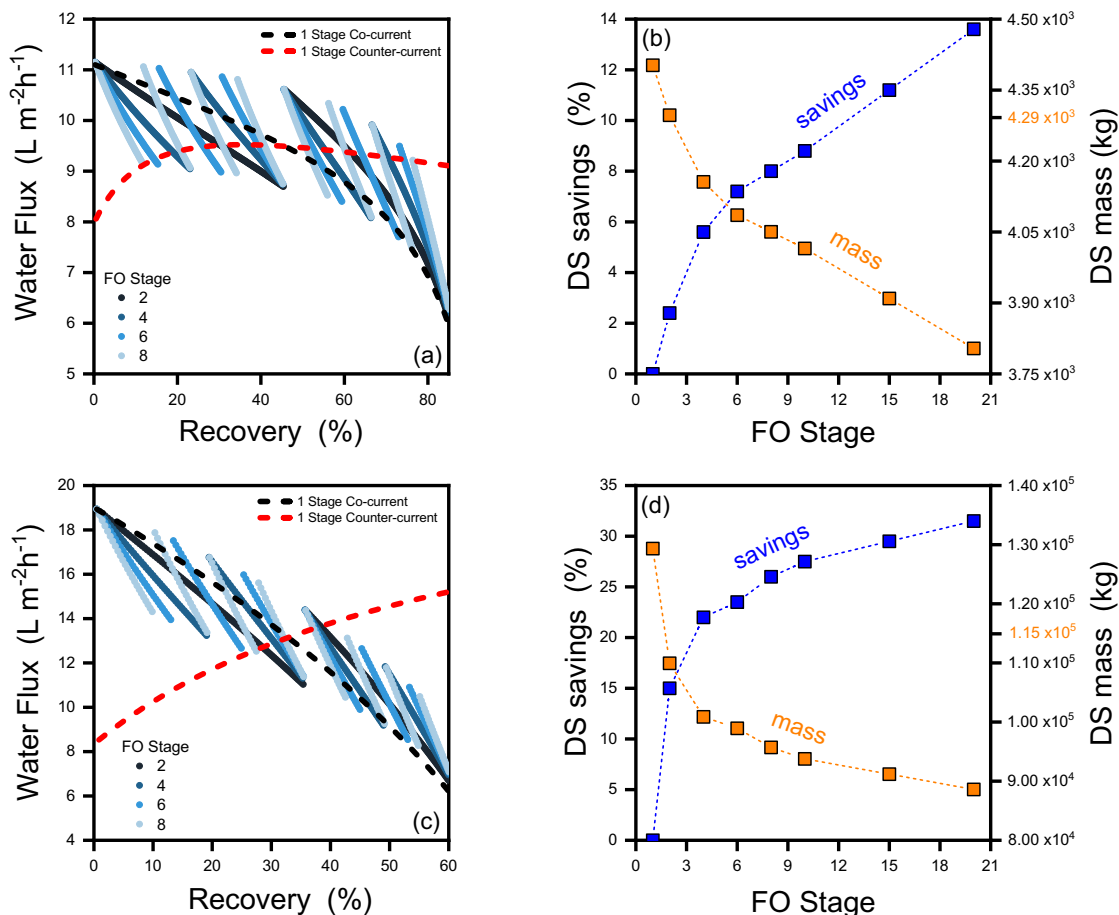 12
11
10
9
8
7
6
5
Water Flux (L m⁻²h⁻¹)
1 Stage Co-current
1 Stage Counter-current
FO Stage
2
4
6
8
(a)
0 20 40 60 80
Recovery (%)
(b)
14
12
10
8
6
4
2
0
DS savings (%)
savings
mass
4.50 x10³
4.35 x10³
4.29 x10³
4.20 x10³
4.05 x10³
3.90 x10³
3.75 x10³
DS mass (kg)
0 3 6 9 12 15 18 21
FO Stage
20
18
16
14
12
10
8
6
4
Water Flux (L m⁻²h⁻¹)
1 Stage Co-current
1 Stage Counter-current
FO Stage
2
4
6
8
(c)
0 10 20 30 40 50 60
Recovery (%)
(d)
35
30
25
20
15
10
5
0
DS savings (%)
savings
mass
1.40 x10⁵
1.30 x10⁵
1.20 x10⁵
1.15 x10⁵
1.10 x10⁵
1.00 x10⁵
9.00 x10⁴
8.00 x10⁴
DS mass (kg)
0 3 6 9 12 15 18 21
FO Stage